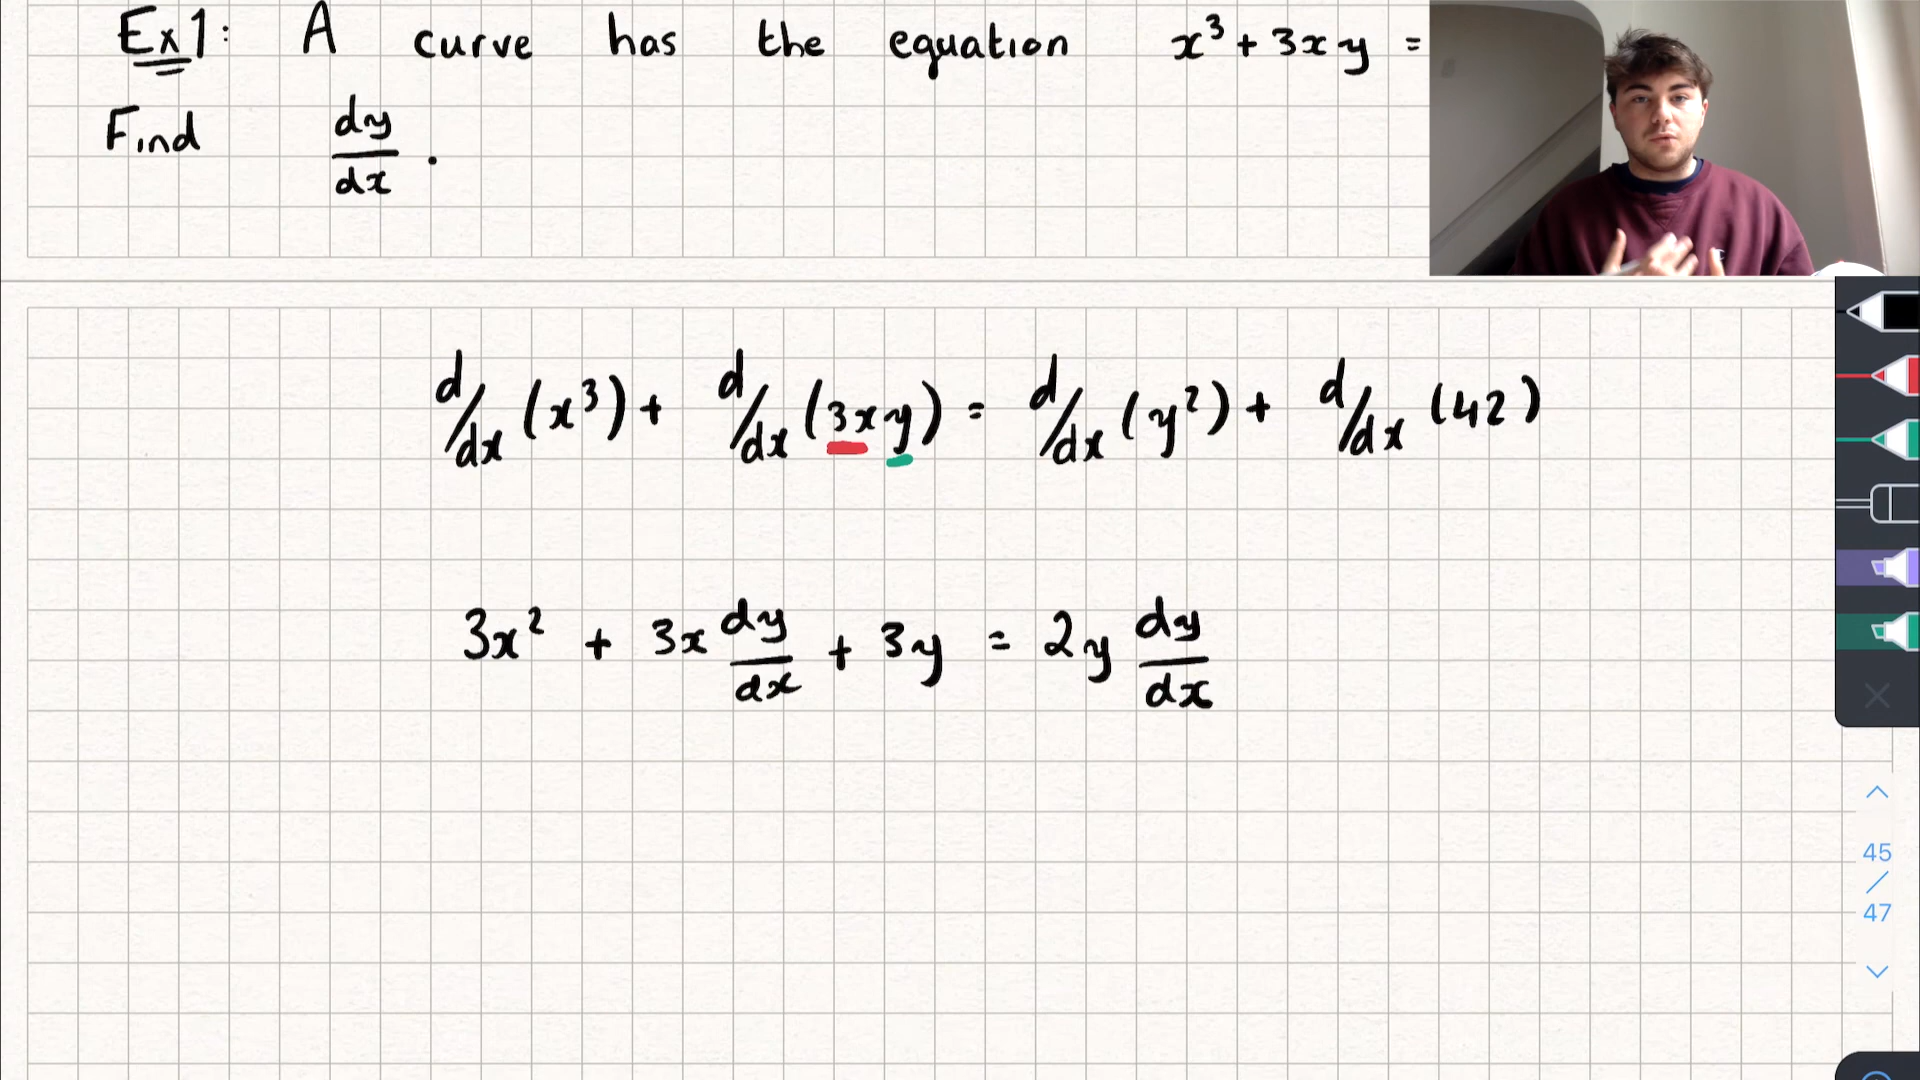 Ex1: A curve has the equation x³ + 3xy =
Find dy/dx .
d/dx (x³) + d/dx (3xy) = d/dx (y²) + d/dx (42)
3x² + 3x dy/dx + 3y = 2y dy/dx
45
/
47